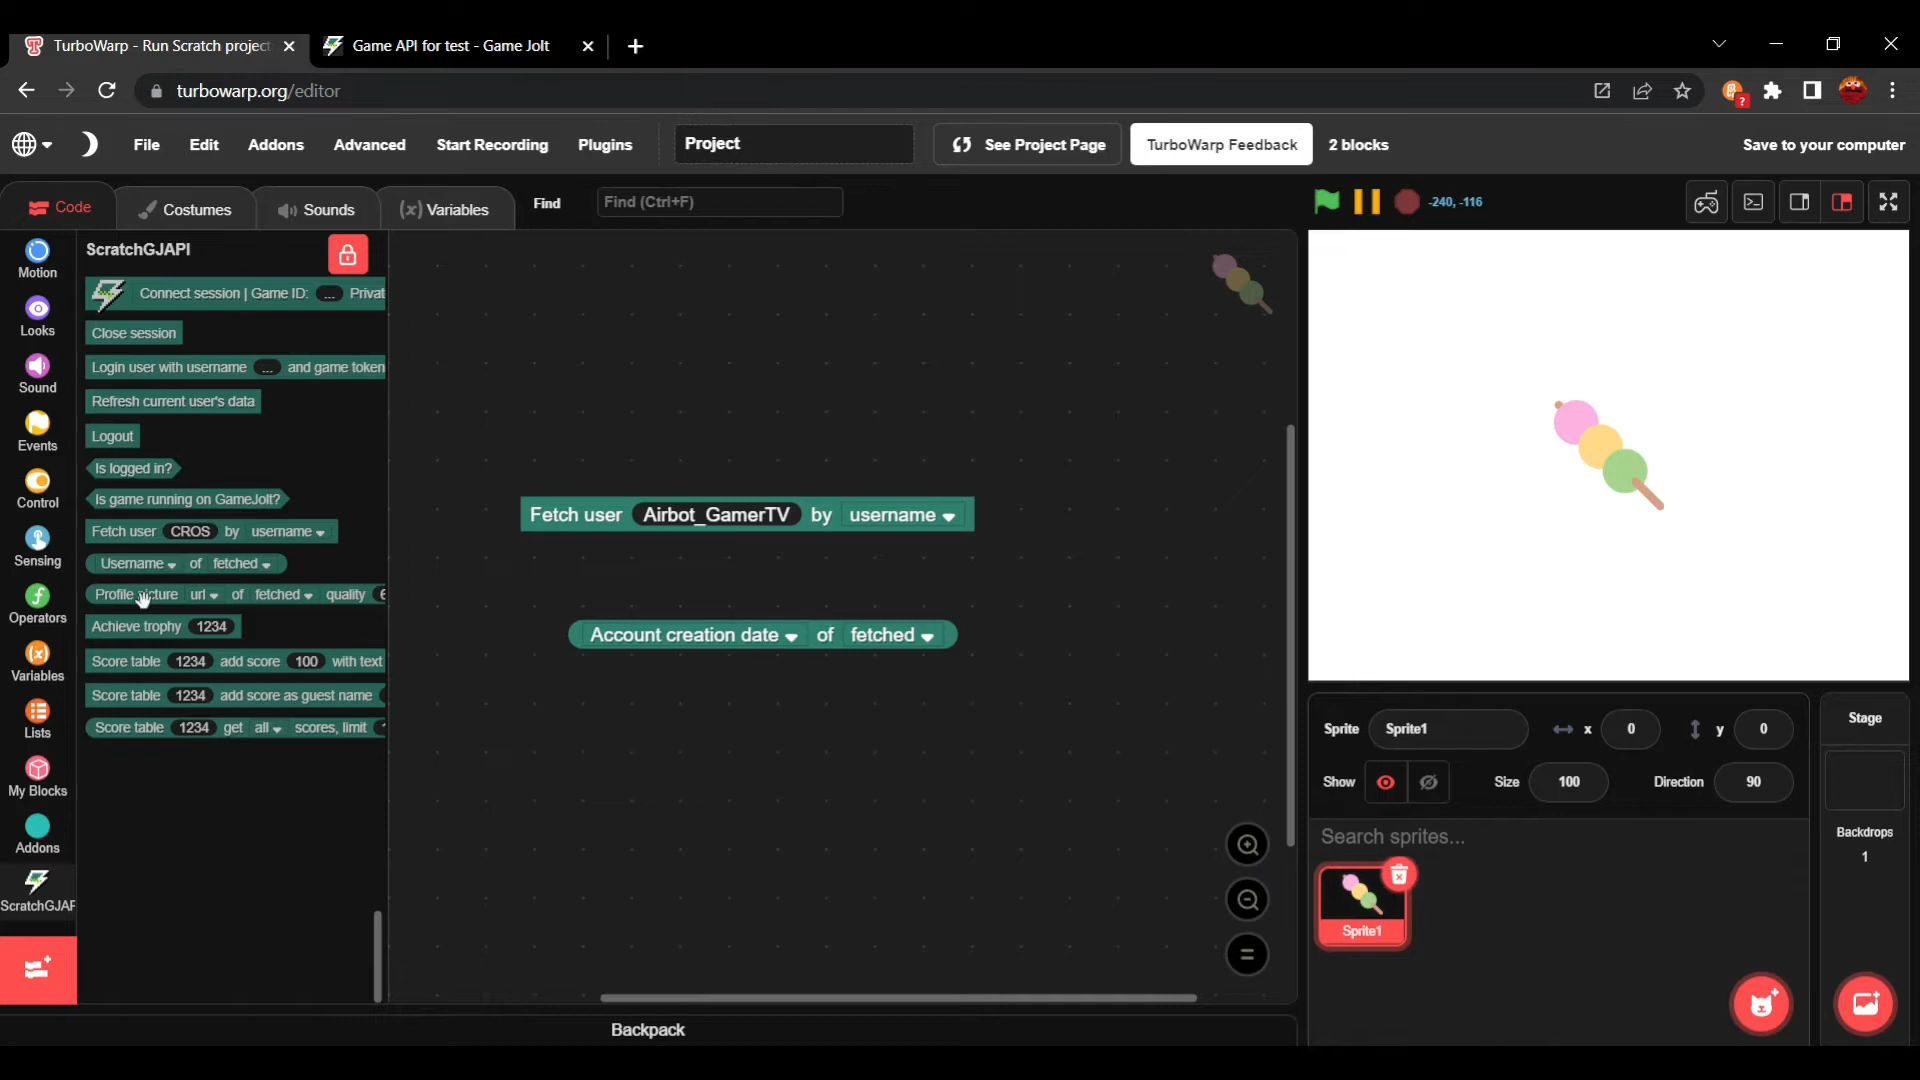 TurboWarp - Run Scratch project
Game API for test - Game Jolt
turbowarp.org/editor
File Edit Addons Advanced Start Recording Plugins Project See Project Page TurboWarp Feedback 2 blocks Save to your computer
Code Costumes Sounds (x) Variables Find Find (Ctrl+F) -240, -116
Motion
Looks
Sound
Events
Control
Sensing
Operators
Variables
Lists
My Blocks
Addons
ScratchGJAP
ScratchGJAPI
Connect session | Game ID: ... Privat
Close session
Login user with username ... and game token
Refresh current user's data
Logout
Is logged in?
Is game running on GameJolt?
Fetch user CROS by username
Username of fetched
Profile picture url of fetched quality
Achieve trophy 1234
Score table 1234 add score 100 with text
Score table 1234 add score as guest name
Score table 1234 get all scores, limit
Fetch user Airbot_GamerTV by username
Account creation date of fetched
Backpack
Sprite Sprite1 x 0 y 0
Show Size 100 Direction 90
Search sprites...
Sprite1
Stage
Backdrops
1